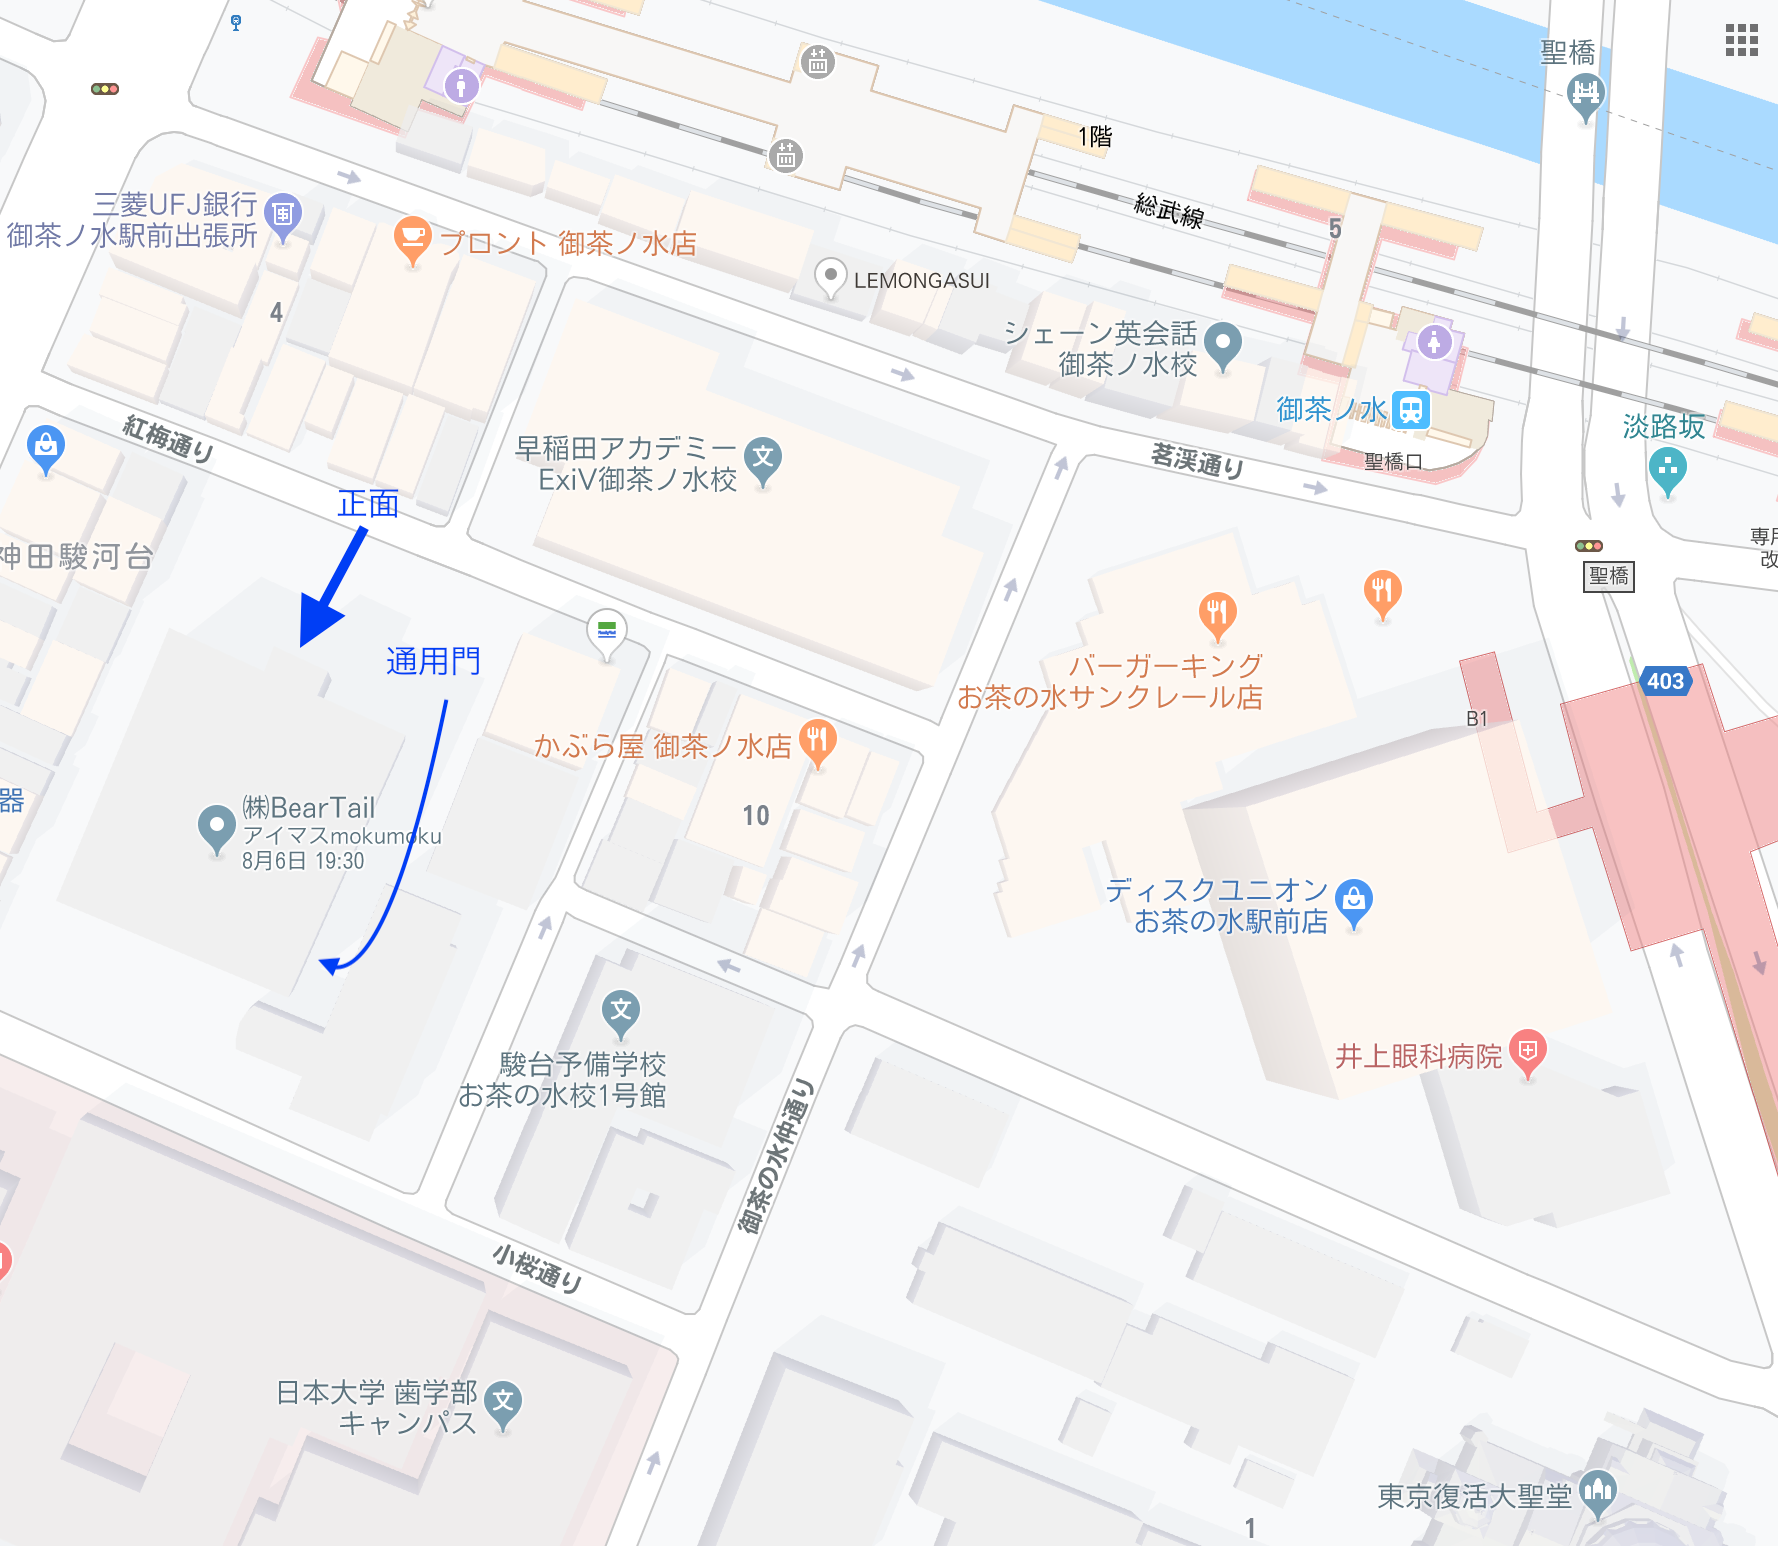 聖橋
1階
三菱UFJ銀行
御茶ノ水駅前出張所
プロント 御茶ノ水店
総武線
5
LEMONGASUI
4
シェーン英会話
御茶ノ水校
御茶ノ水
聖橋口
淡路坂
紅梅通り
早稲田アカデミー
ExiV御茶ノ水校
茗渓通り
正面
神田駿河台
専用
改
聖橋
通用門
バーガーキング
お茶の水サンクレール店
403
B1
かぶら屋 御茶ノ水店
器
10
㈱BearTail
アイマスmokumoku
8月6日 19:30
ディスクユニオン
お茶の水駅前店
文
文
駿台予備学校
お茶の水校1号館
井上眼科病院
御茶の水仲通り
小桜通り
日本大学 歯学部
キャンパス
文
東京復活大聖堂
1